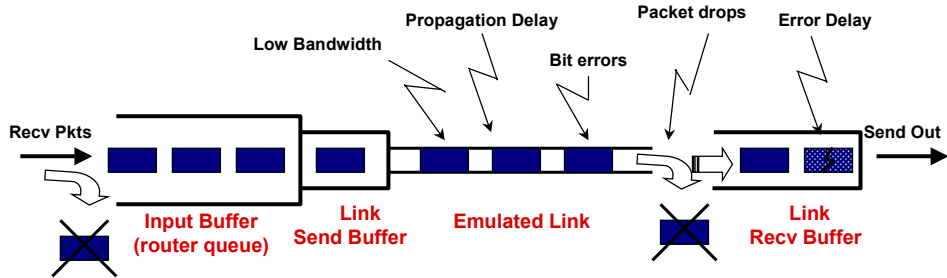 Propagation Delay
Packet drops
Error Delay
Low Bandwidth
Bit errors
Recv Pkts
Send Out
Input Buffer
(router queue)
Link
Send Buffer
Emulated Link
Link
Recv Buffer